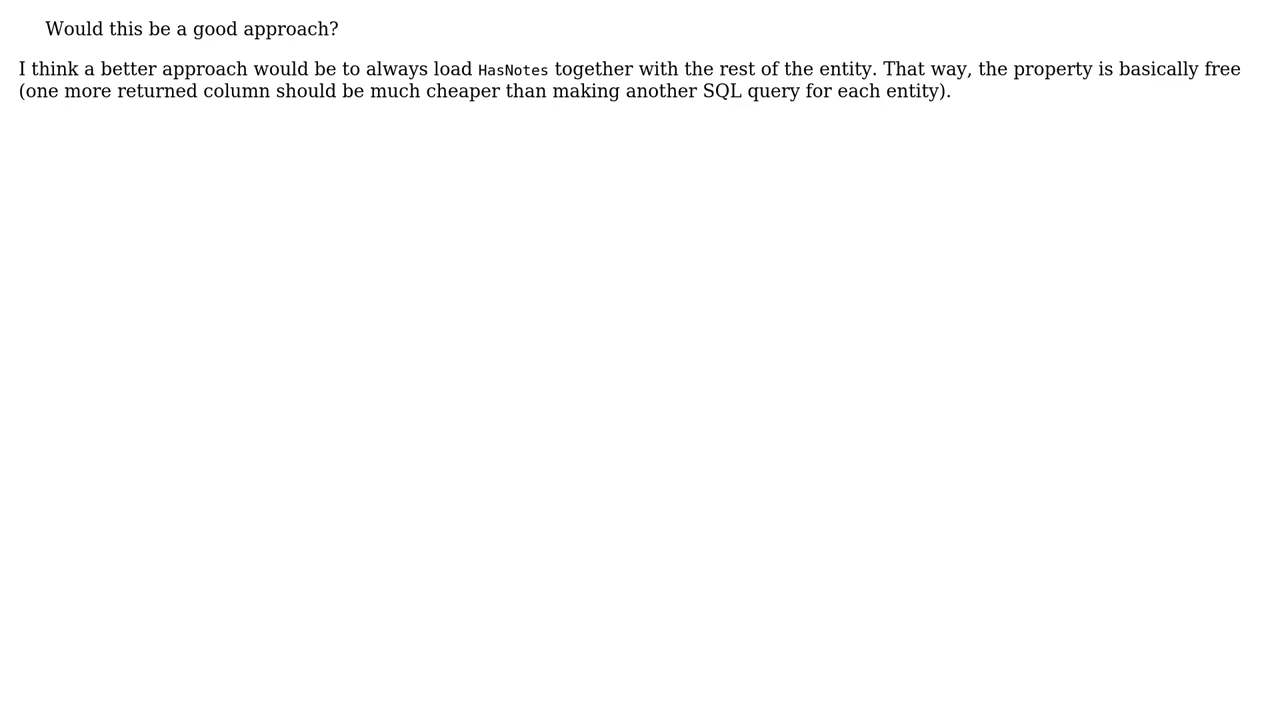 Would this be a good approach?
I think a better approach would be to always load HasNotes together with the rest of the entity. That way, the property is basically free
(one more returned column should be much cheaper than making another SQL query for each entity).